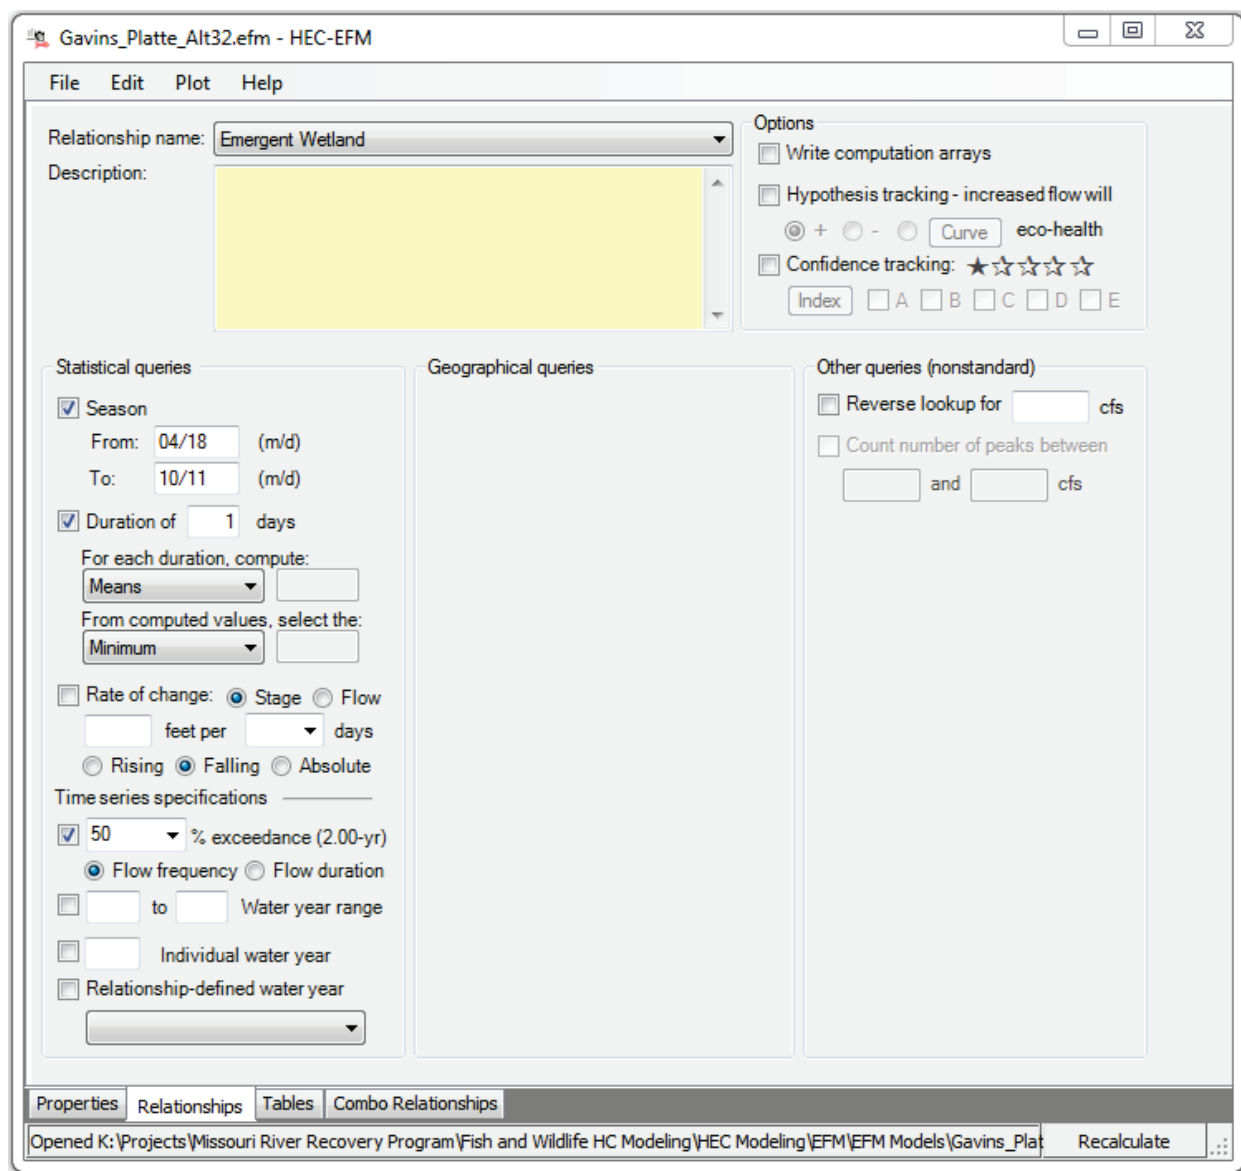 Gavins_Platte_Alt32.efm - HEC-EFM
File Edit Plot Help
Relationship name: Emergent Wetland
Description:
Options
Write computation arrays
Hypothesis tracking - increased flow will
+ - Curve eco-health
Confidence tracking: ★☆☆☆☆
Index A B C D E
Statistical queries
Season
From: 04/18 (m/d)
To: 10/11 (m/d)
Duration of 1 days
For each duration, compute:
Means
From computed values, select the:
Minimum
Rate of change: Stage Flow
feet per days
Rising Falling Absolute
Time series specifications
50 % exceedance (2.00-yr)
Flow frequency Flow duration
to Water year range
Individual water year
Relationship-defined water year
Geographical queries
Other queries (nonstandard)
Reverse lookup for cfs
Count number of peaks between
and cfs
Properties Relationships Tables Combo Relationships
Opened K:\Projects\Missouri River Recovery Program\Fish and Wildlife HC Modeling\HEC Modeling\EFM\EFM Models\Gavins_Plat Recalculate